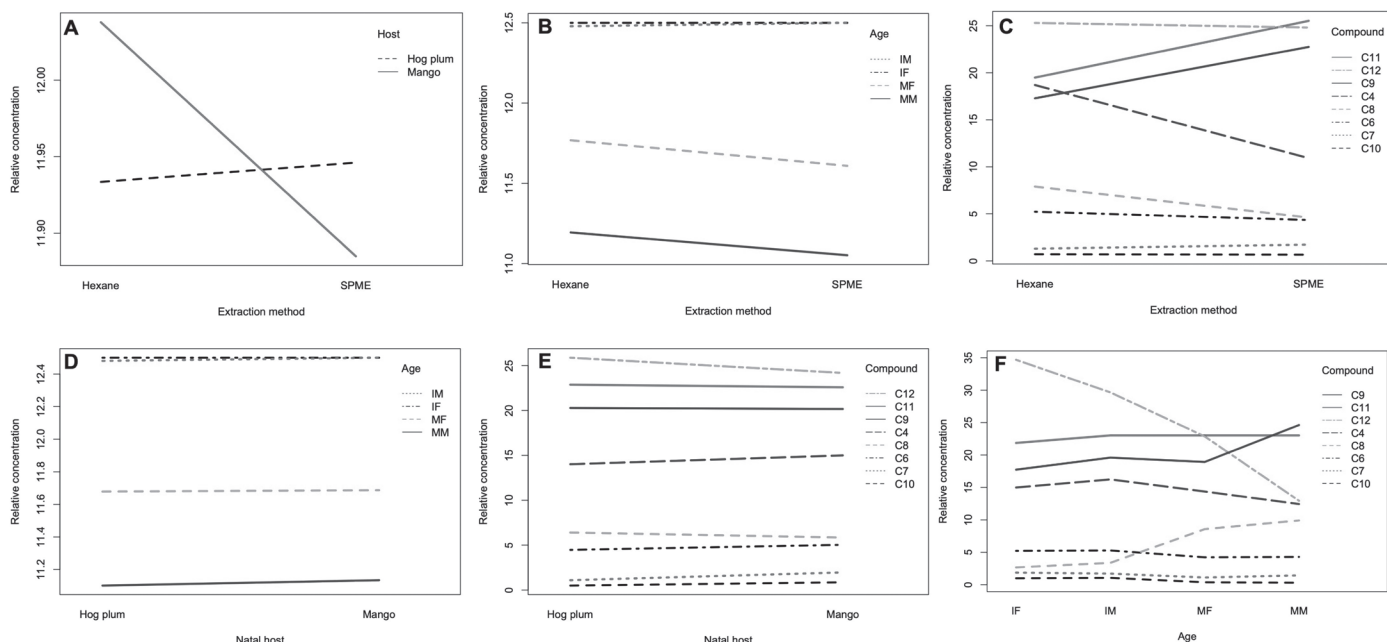 A
Host
Hog plum
Mango
Relative concentration
12.00
11.95
11.90
Hexane
SPME
Extraction method
B
Age
IM
IF
MF
MM
Relative concentration
12.5
12.0
11.5
11.0
Hexane
SPME
Extraction method
C
Compound
C11
C12
C9
C4
C8
C6
C7
C10
Relative concentration
25
20
15
10
5
0
Hexane
SPME
Extraction method
D
Age
IM
IF
MF
MM
Relative concentration
12.4
12.2
12.0
11.8
11.6
11.4
11.2
Hog plum
Mango
Natal host
E
Compound
C12
C11
C9
C4
C8
C6
C7
C10
Relative concentration
25
20
15
10
5
0
Hog plum
Mango
Natal host
F
Compound
C9
C11
C12
C4
C8
C6
C7
C10
Relative concentration
35
30
25
20
15
10
5
0
IF
IM
MF
MM
Age